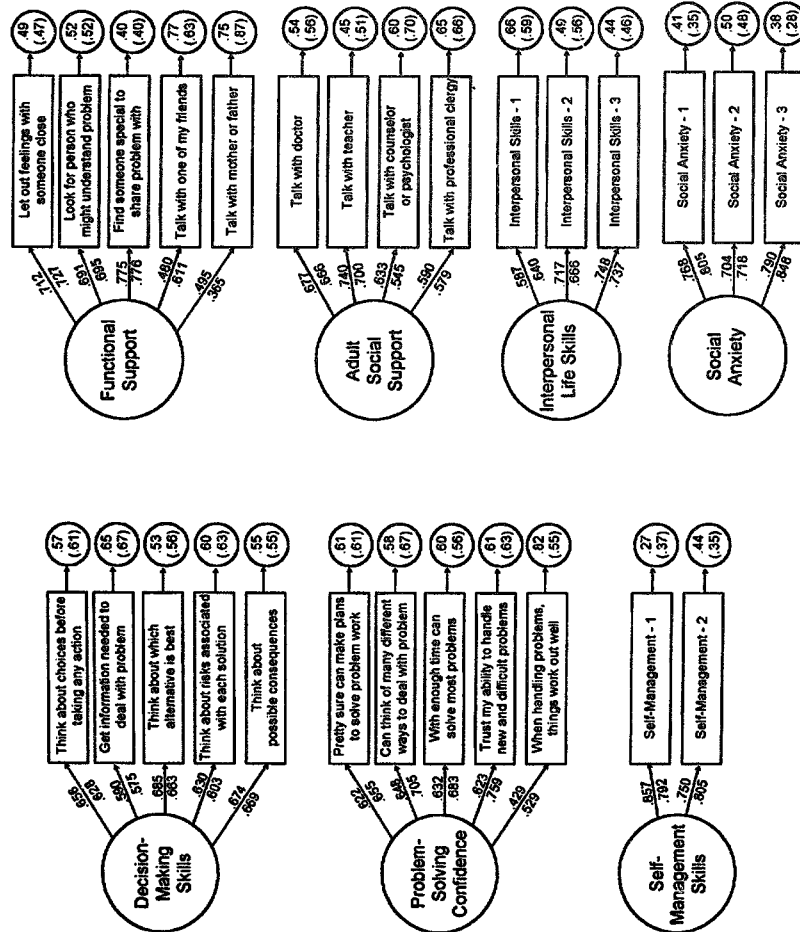 Decision-
Making
Skills
.656
.628
.590
.575
.685
.663
.630
.603
.674
.669
Think about choices before
taking any action
Get information needed to
deal with problem
Think about which
alternative is best
Think about risks associated
with each solution
Think about
possible consequences
.57
(.61)
.65
(.67)
.53
(.56)
.60
(.63)
.55
(.55)
Problem-
Solving
Confidence
.622
.655
.648
.705
.632
.683
.623
.759
.429
.529
Pretty sure can make plans
to solve problem work
Can think of many different
ways to deal with problem
With enough time can
solve most problems
Trust my ability to handle
new and difficult problems
When handling problems,
things work out well
.61
(.61)
.58
(.67)
.60
(.56)
.61
(.63)
.82
(.55)
Self-
Management
Skills
.857
.792
.750
.805
Self-Management - 1
Self-Management - 2
.27
(.37)
.44
(.35)
Functional
Support
.712
.727
.691
.695
.775
.776
.480
.611
.495
.365
Let out feelings with
someone close
Look for person who
might understand problem
Find someone special to
share problem with
Talk with one of my friends
Talk with mother or father
.49
(.47)
.52
(.52)
.40
(.40)
.77
(.63)
.75
(.87)
Adult
Social
Support
.677
.666
.740
.700
.633
.545
.590
.579
Talk with doctor
Talk with teacher
Talk with counselor
or psychologist
Talk with professional clergy
.54
(.56)
.45
(.51)
.60
(.70)
.65
(.66)
Interpersonal
Life Skills
.587
.640
.717
.666
.748
.737
Interpersonal Skills - 1
Interpersonal Skills - 2
Interpersonal Skills - 3
.66
(.59)
.49
(.56)
.44
(.46)
Social
Anxiety
.768
.805
.704
.718
.790
.848
Social Anxiety - 1
Social Anxiety - 2
Social Anxiety - 3
.41
(.35)
.50
(.48)
.38
(.28)